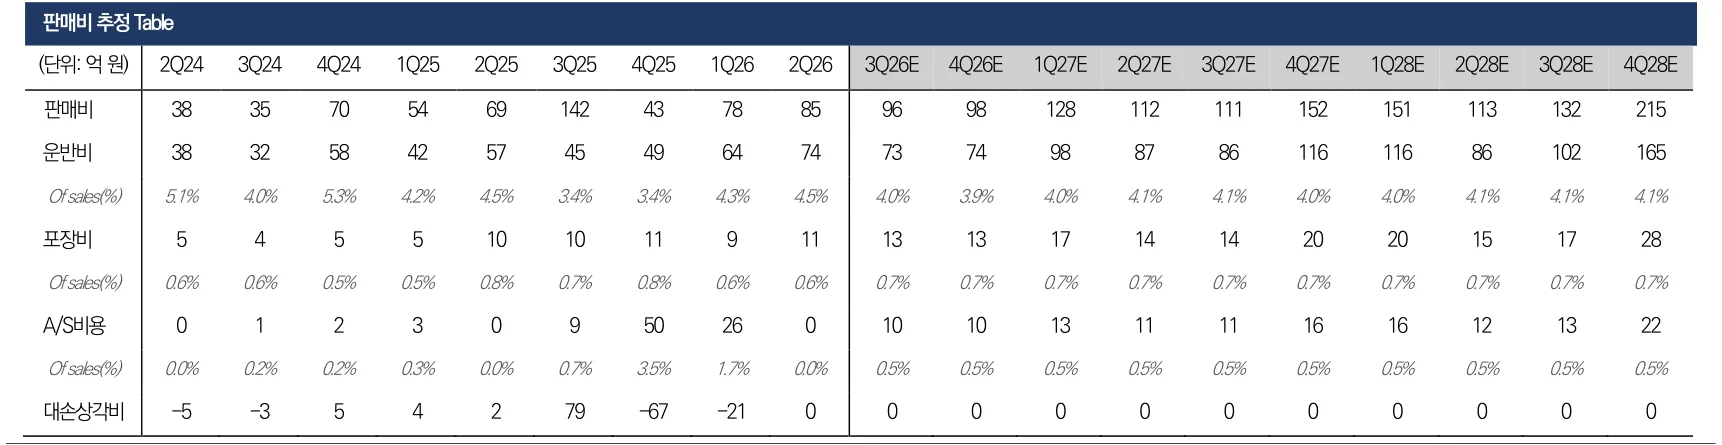 판매비 추정 Table
(단위: 억 원) 2Q24 3Q24 4Q24 1Q25 2Q25 3Q25 4Q25 1Q26 2Q26 3Q26E 4Q26E 1Q27E 2Q27E 3Q27E 4Q27E 1Q28E 2Q28E 3Q28E 4Q28E
판매비 38 35 70 54 69 142 43 78 85 96 98 128 112 111 152 151 113 132 215
운반비 38 32 58 42 57 45 49 64 74 73 74 98 87 86 116 116 86 102 165
Of sales(%) 5.1% 4.0% 5.3% 4.2% 4.5% 3.4% 3.4% 4.3% 4.5% 4.0% 3.9% 4.0% 4.1% 4.1% 4.0% 4.0% 4.1% 4.1% 4.1%
포장비 5 4 5 5 10 10 11 9 11 13 13 17 14 14 20 20 15 17 28
Of sales(%) 0.6% 0.6% 0.5% 0.5% 0.8% 0.7% 0.8% 0.6% 0.6% 0.7% 0.7% 0.7% 0.7% 0.7% 0.7% 0.7% 0.7% 0.7% 0.7%
A/S비용 0 1 2 3 0 9 50 26 0 10 10 13 11 11 16 16 12 13 22
Of sales(%) 0.0% 0.2% 0.2% 0.3% 0.0% 0.7% 3.5% 1.7% 0.0% 0.5% 0.5% 0.5% 0.5% 0.5% 0.5% 0.5% 0.5% 0.5% 0.5%
대손상각비 -5 -3 5 4 2 79 -67 -21 0 0 0 0 0 0 0 0 0 0 0